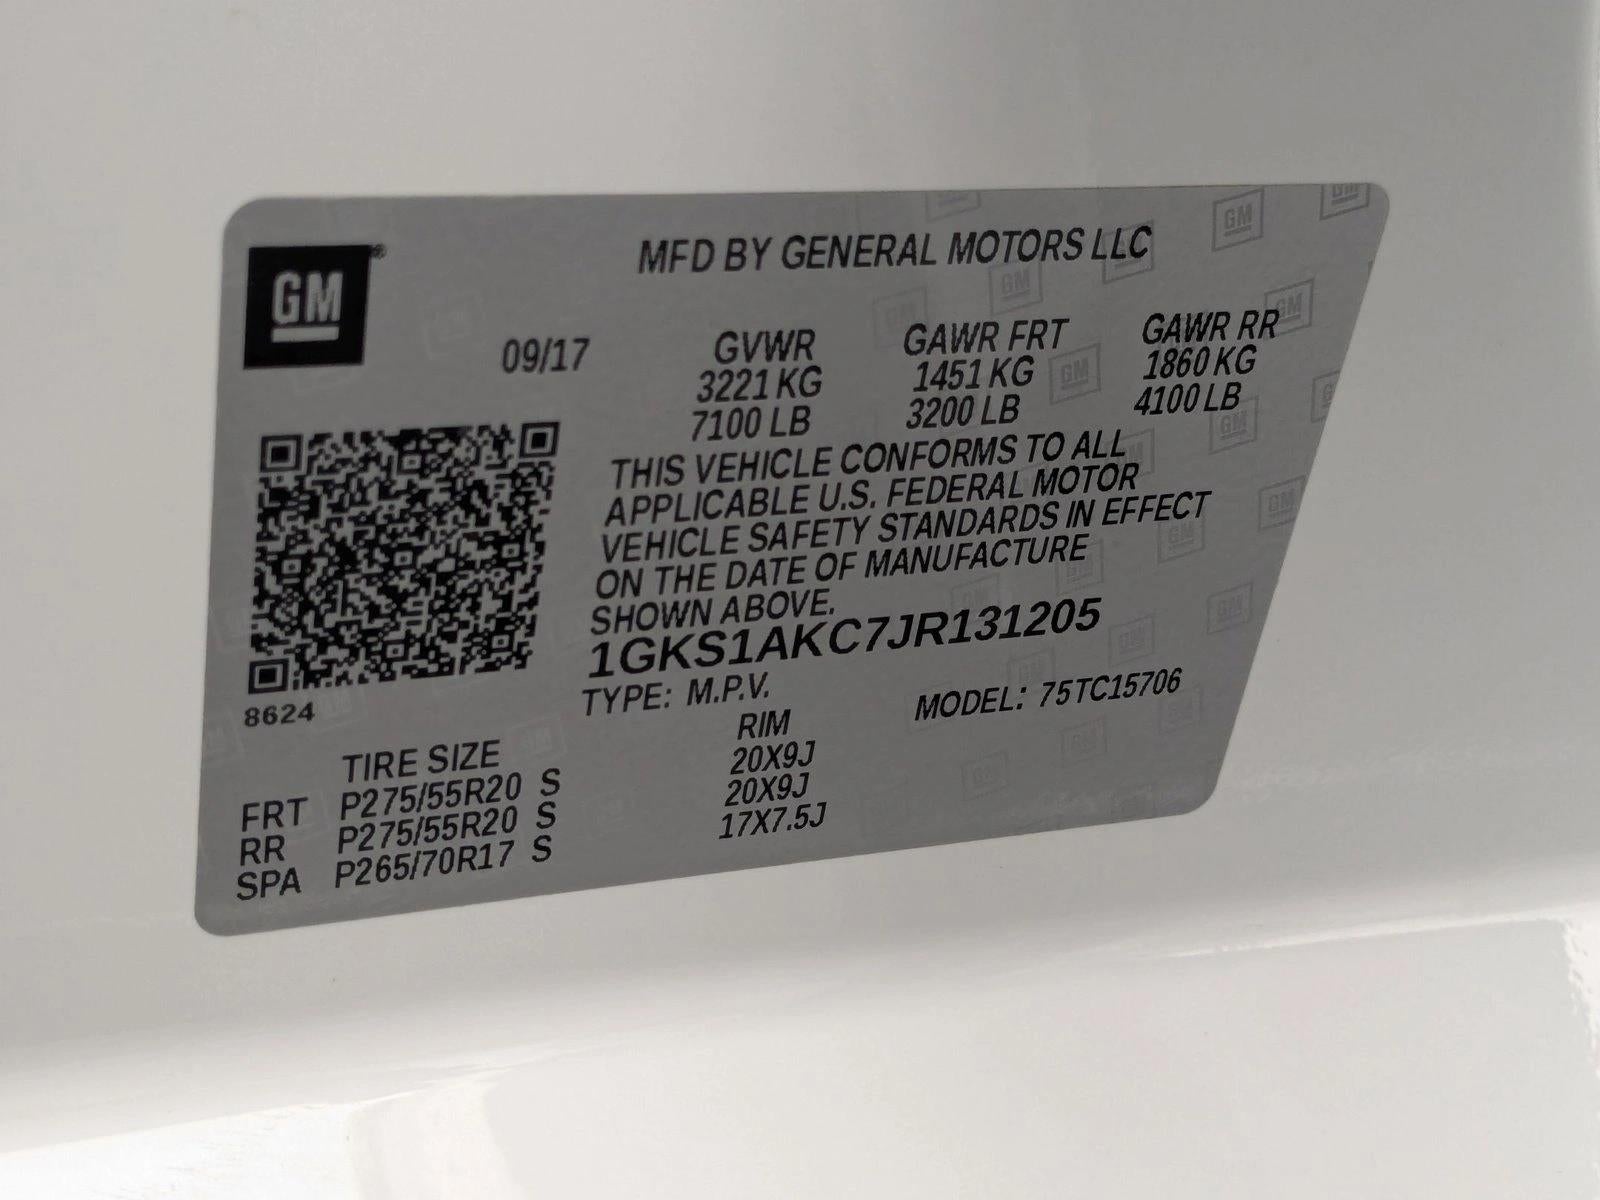 GM®
MFD BY GENERAL MOTORS LLC
09/17 GVWR GAWR FRT GAWR RR
3221 KG 1451 KG 1860 KG
7100 LB 3200 LB 4100 LB
THIS VEHICLE CONFORMS TO ALL
APPLICABLE U.S. FEDERAL MOTOR
VEHICLE SAFETY STANDARDS IN EFFECT
ON THE DATE OF MANUFACTURE
SHOWN ABOVE.
1GKS1AKC7JR131205
TYPE: M.P.V. MODEL: 75TC15706
8624
TIRE SIZE RIM
FRT P275/55R20 S 20X9J
RR P275/55R20 S 20X9J
SPA P265/70R17 S 17X7.5J